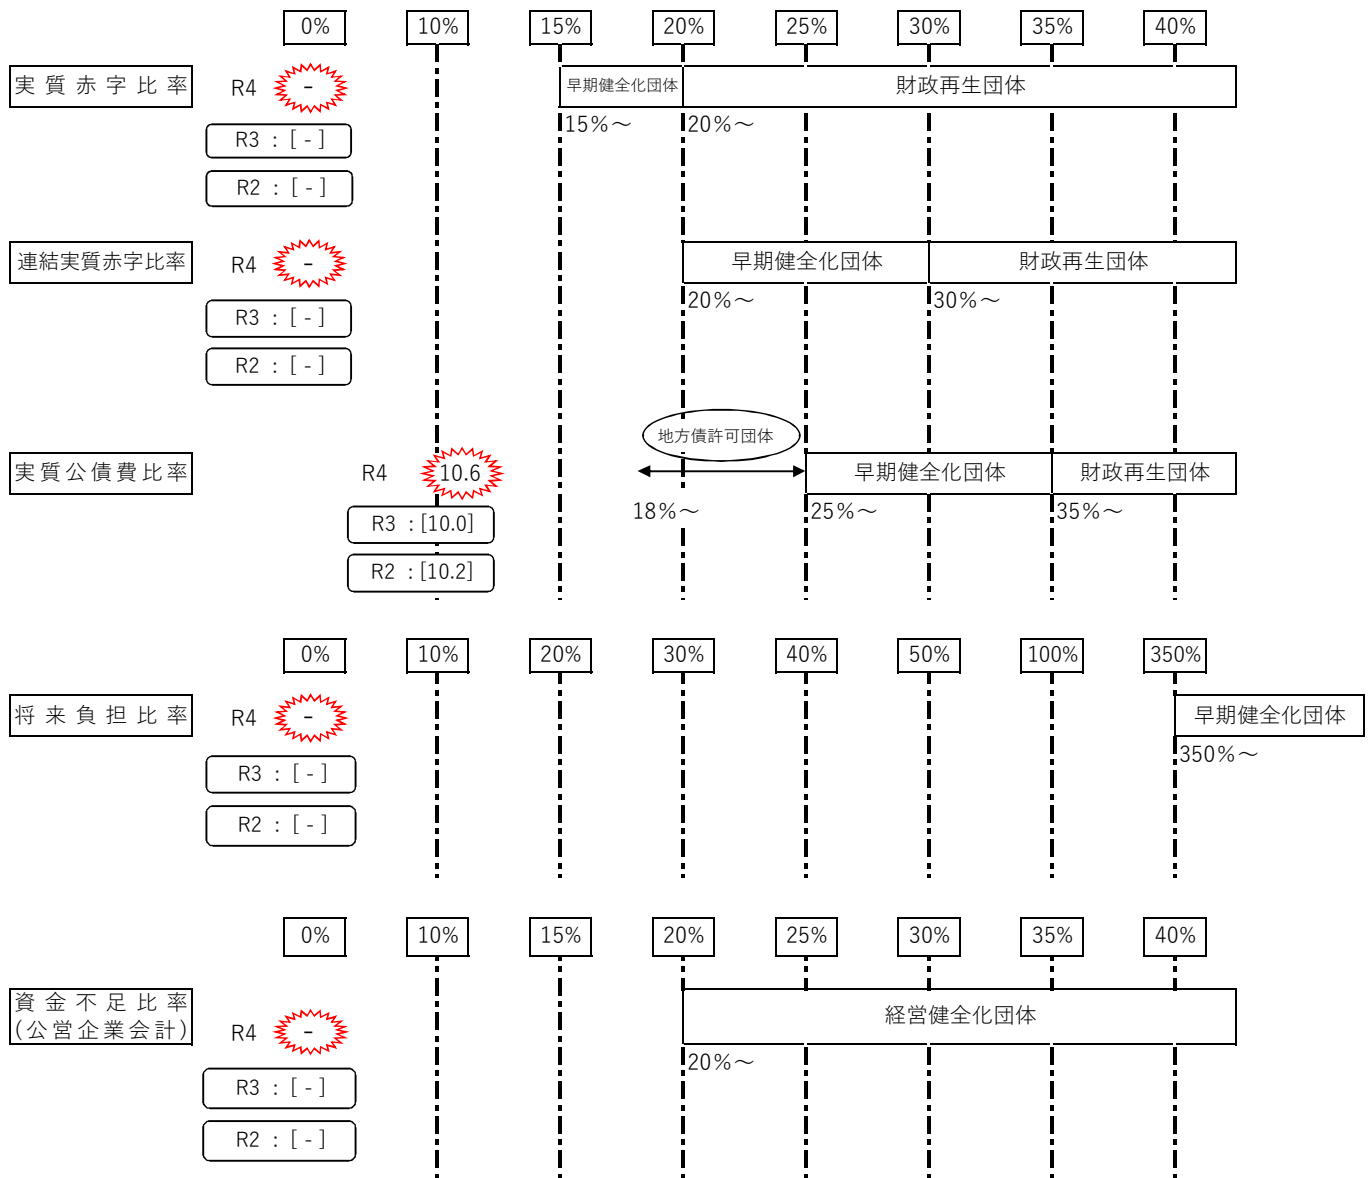 0% 10% 15% 20% 25% 30% 35% 40%
実質赤字比率 R4 - 早期健全化団体 財政再生団体
15%～ 20%～
R3 : [ - ]
R2 : [ - ]
連結実質赤字比率 R4 - 早期健全化団体 財政再生団体
20%～ 30%～
R3 : [ - ]
R2 : [ - ]
地方債許可団体
実質公債費比率 R4 10.6 早期健全化団体 財政再生団体
18%～ 25%～ 35%～
R3 : [10.0]
R2 : [10.2]
0% 10% 20% 30% 40% 50% 100% 350%
将来負担比率 R4 - 早期健全化団体
350%～
R3 : [ - ]
R2 : [ - ]
0% 10% 15% 20% 25% 30% 35% 40%
資金不足比率
(公営企業会計) R4 - 経営健全化団体
20%～
R3 : [ - ]
R2 : [ - ]